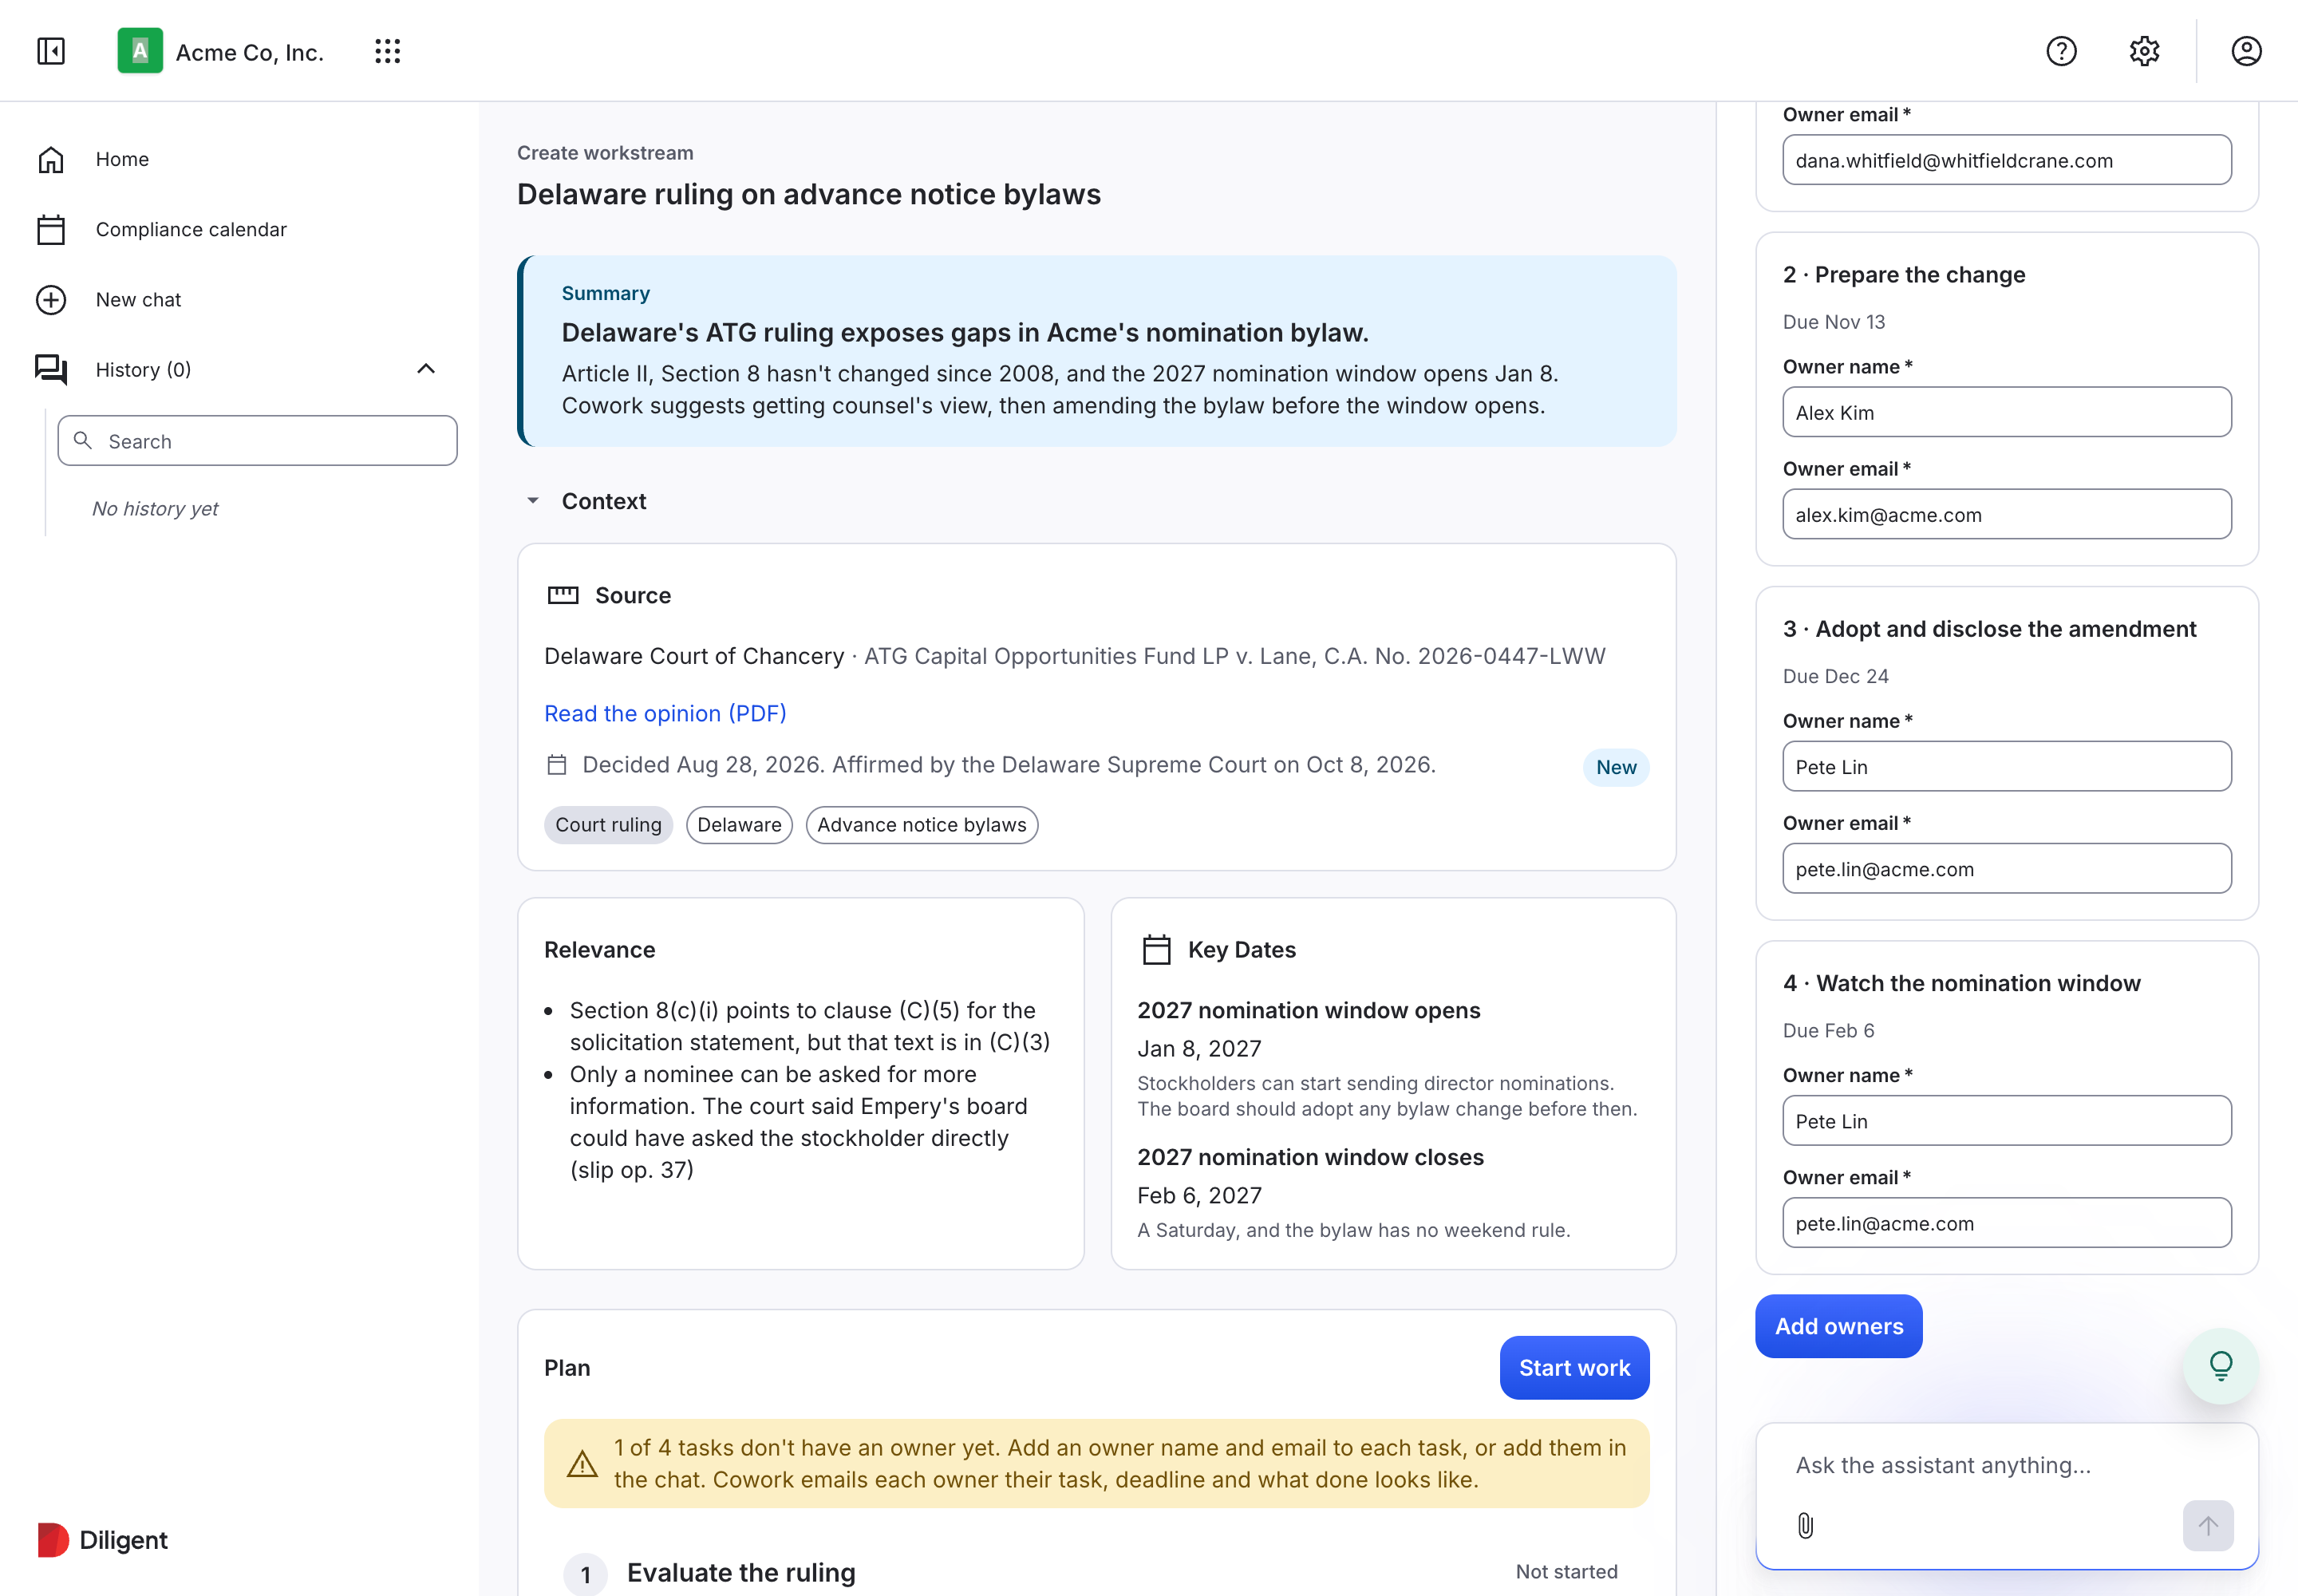 A Acme Co, Inc.
Home
Compliance calendar
New chat
History (0)
Search
No history yet
Diligent
Create workstream
Delaware ruling on advance notice bylaws
Summary
Delaware's ATG ruling exposes gaps in Acme's nomination bylaw.
Article II, Section 8 hasn't changed since 2008, and the 2027 nomination window opens Jan 8.
Cowork suggests getting counsel's view, then amending the bylaw before the window opens.
Context
Source
Delaware Court of Chancery · ATG Capital Opportunities Fund LP v. Lane, C.A. No. 2026-0447-LWW
Read the opinion (PDF)
Decided Aug 28, 2026. Affirmed by the Delaware Supreme Court on Oct 8, 2026.
New
Court ruling
Delaware
Advance notice bylaws
Relevance
• Section 8(c)(i) points to clause (C)(5) for the
solicitation statement, but that text is in (C)(3)
• Only a nominee can be asked for more
information. The court said Empery's board
could have asked the stockholder directly
(slip op. 37)
Key Dates
2027 nomination window opens
Jan 8, 2027
Stockholders can start sending director nominations.
The board should adopt any bylaw change before then.
2027 nomination window closes
Feb 6, 2027
A Saturday, and the bylaw has no weekend rule.
Plan
Start work
1 of 4 tasks don't have an owner yet. Add an owner name and email to each task, or add them in
the chat. Cowork emails each owner their task, deadline and what done looks like.
1 Evaluate the ruling
Not started
Owner email *
dana.whitfield@whitfieldcrane.com
2 · Prepare the change
Due Nov 13
Owner name *
Alex Kim
Owner email *
alex.kim@acme.com
3 · Adopt and disclose the amendment
Due Dec 24
Owner name *
Pete Lin
Owner email *
pete.lin@acme.com
4 · Watch the nomination window
Due Feb 6
Owner name *
Pete Lin
Owner email *
pete.lin@acme.com
Add owners
Ask the assistant anything...